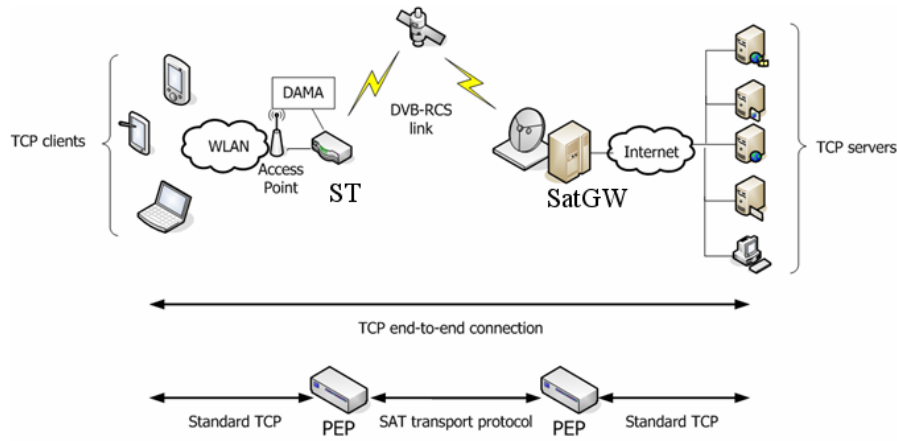 DAMA
DVB-RCS
link
TCP clients
WLAN
Access
Point
ST
SatGW
Internet
TCP servers
TCP end-to-end connection
Standard TCP
PEP
SAT transport protocol
PEP
Standard TCP